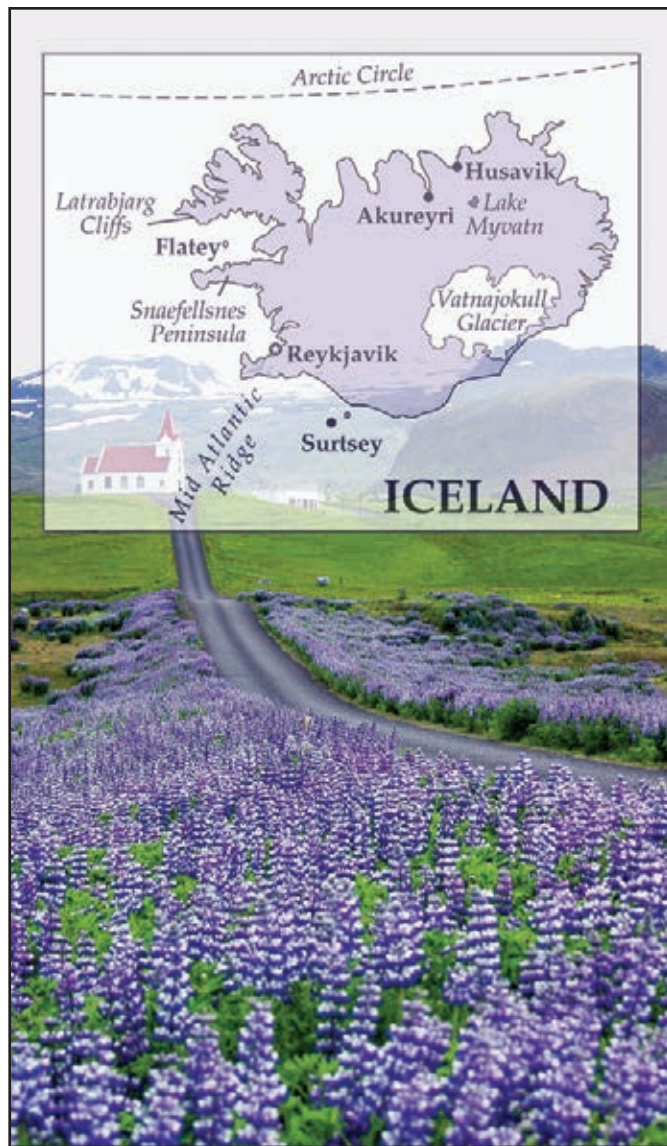 Arctic Circle
Husavik
Latrabjarg
Cliffs
Akureyri
Lake
Myvatn
Flatey
Snaefellsnes
Peninsula
Vatnajokull
Glacier
Reykjavik
Mid Atlantic
Ridge
Surtsey
ICELAND